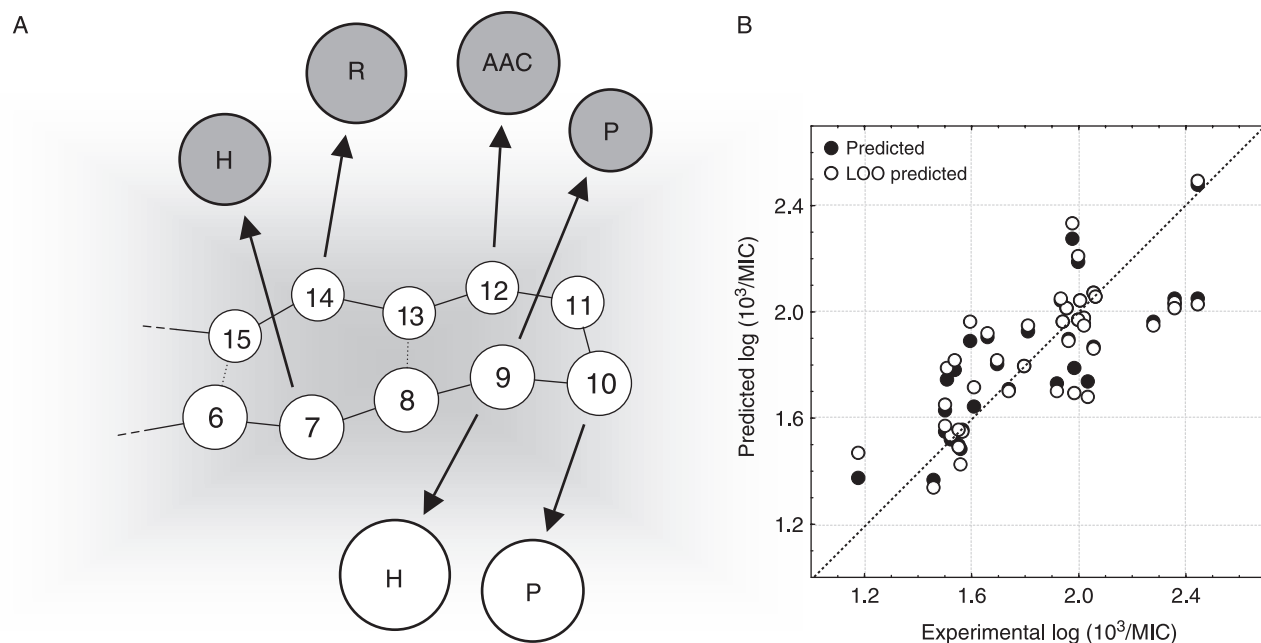 A
B
R
AAC
P
H
14
12
11
13
15
9
10
8
6
7
H
P
Predicted
LOO predicted
2.4
2.0
1.6
1.2
Predicted log (10³/MIC)
1.2
1.6
2.0
2.4
Experimental log (10³/MIC)